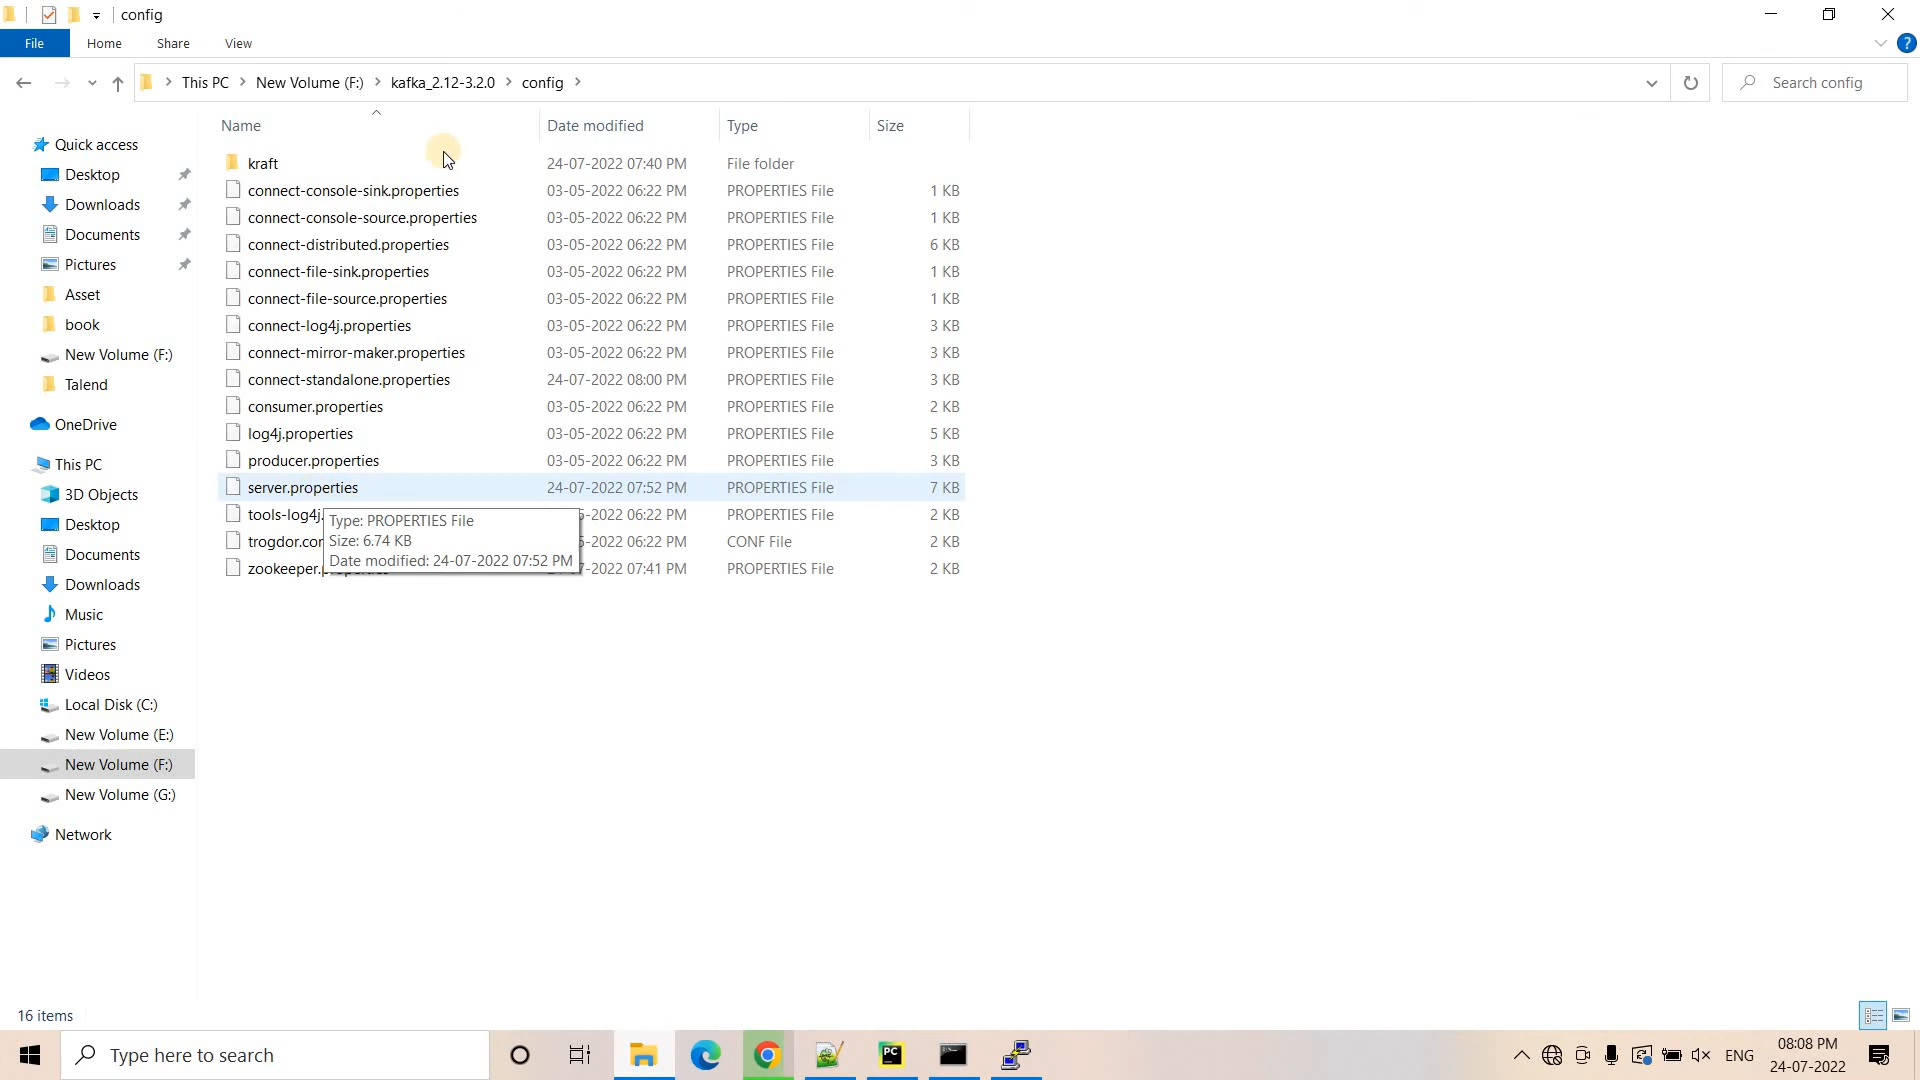 config
File Home Share View
This PC New Volume (F:) kafka_2.12-3.2.0 config Search config
Name Date modified Type Size
Quick access
Desktop
Downloads
Documents
Pictures
Asset
book
New Volume (F:)
Talend
OneDrive
This PC
3D Objects
Desktop
Documents
Downloads
Music
Pictures
Videos
Local Disk (C:)
New Volume (E:)
New Volume (F:)
New Volume (G:)
Network
kraft 24-07-2022 07:40 PM File folder
connect-console-sink.properties 03-05-2022 06:22 PM PROPERTIES File 1 KB
connect-console-source.properties 03-05-2022 06:22 PM PROPERTIES File 1 KB
connect-distributed.properties 03-05-2022 06:22 PM PROPERTIES File 6 KB
connect-file-sink.properties 03-05-2022 06:22 PM PROPERTIES File 1 KB
connect-file-source.properties 03-05-2022 06:22 PM PROPERTIES File 1 KB
connect-log4j.properties 03-05-2022 06:22 PM PROPERTIES File 3 KB
connect-mirror-maker.properties 03-05-2022 06:22 PM PROPERTIES File 3 KB
connect-standalone.properties 24-07-2022 08:00 PM PROPERTIES File 3 KB
consumer.properties 03-05-2022 06:22 PM PROPERTIES File 2 KB
log4j.properties 03-05-2022 06:22 PM PROPERTIES File 5 KB
producer.properties 03-05-2022 06:22 PM PROPERTIES File 3 KB
server.properties 24-07-2022 07:52 PM PROPERTIES File 7 KB
tools-log4j. 5-2022 06:22 PM PROPERTIES File 2 KB
trogdor.con 5-2022 06:22 PM CONF File 2 KB
zookeeper. 7-2022 07:41 PM PROPERTIES File 2 KB
Type: PROPERTIES File
Size: 6.74 KB
Date modified: 24-07-2022 07:52 PM
16 items
Type here to search
PC
ENG
08:08 PM
24-07-2022